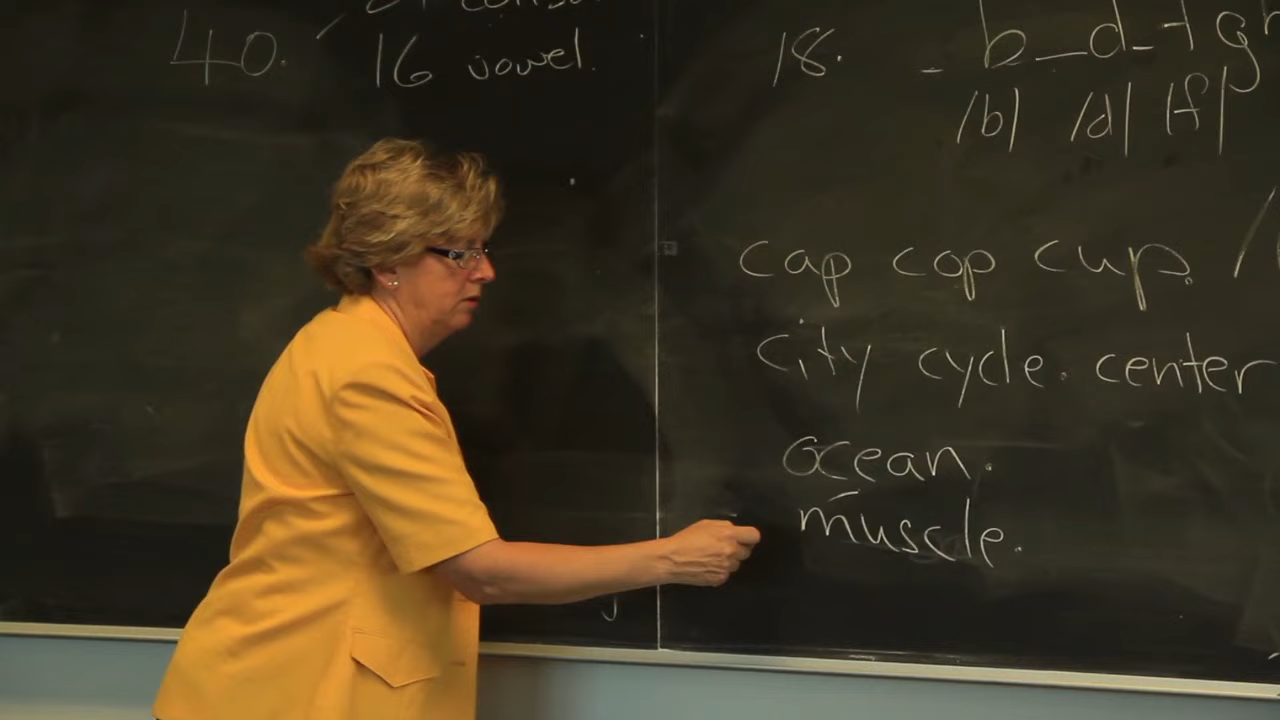 40. 16 vowel.
18. _ b _ d _ f g
/b/ /d/ /f/
cap cop cup. /
city cycle. center
ocean.
muscle.